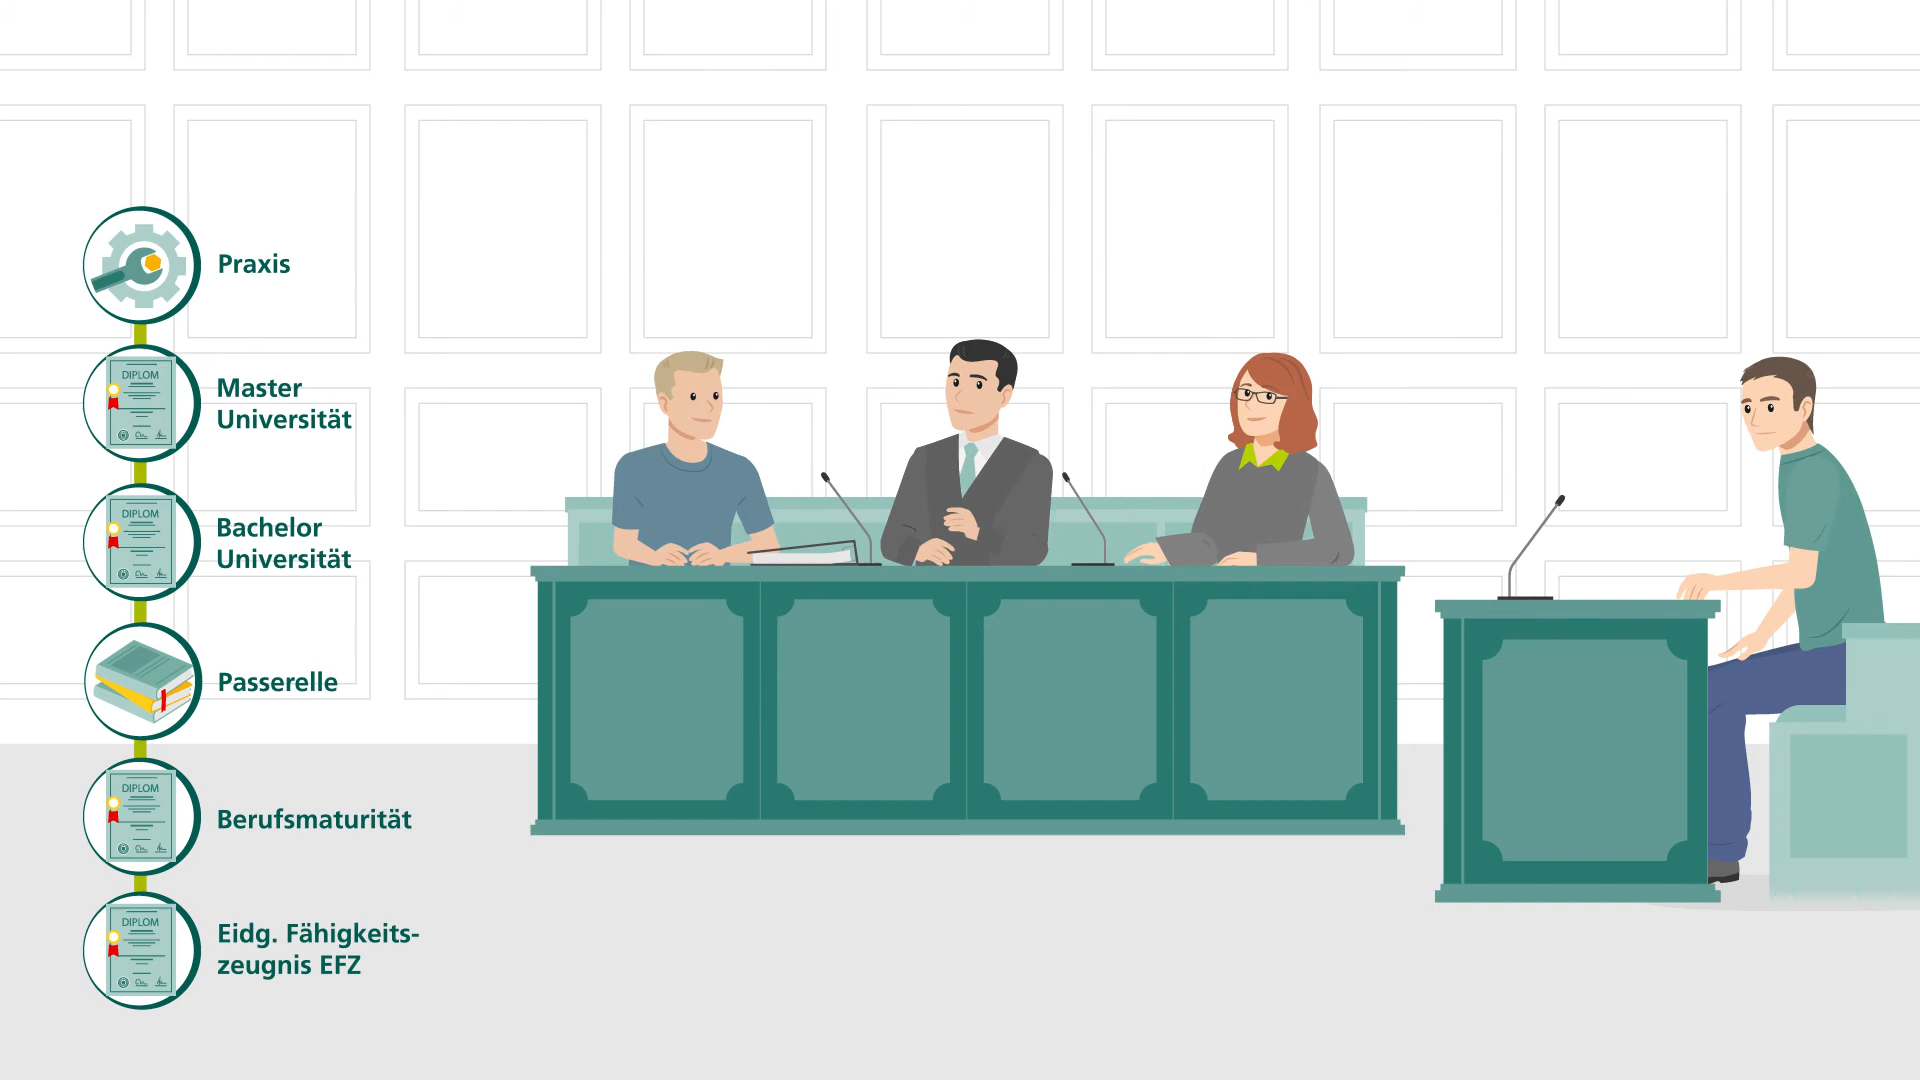 Praxis
DIPLOM
Master
Universität
DIPLOM
Bachelor
Universität
Passerelle
DIPLOM
Berufsmaturität
DIPLOM
Eidg. Fähigkeits-
zeugnis EFZ